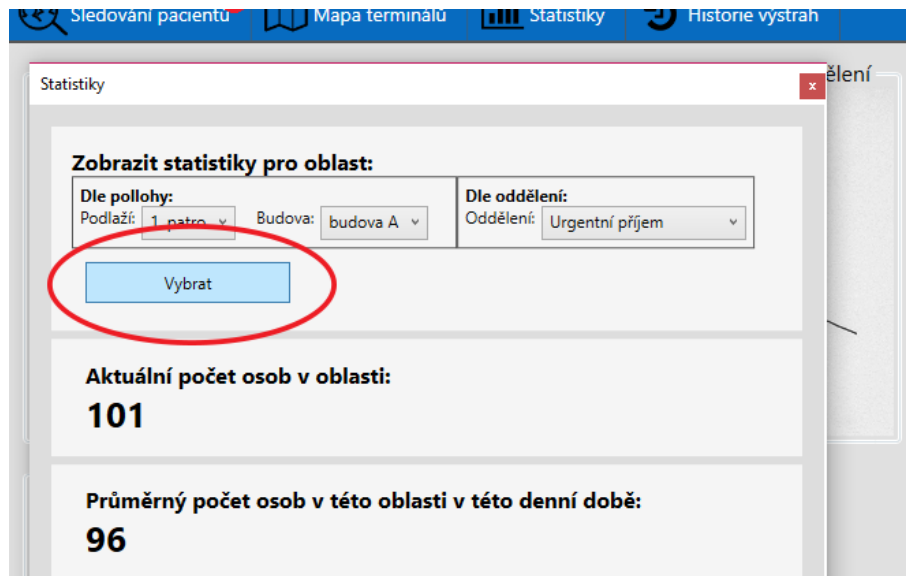 Sledování pacientů
Mapa terminálů
Statistiky
Historie výstrah
ělení
Statistiky
x
Zobrazit statistiky pro oblast:
Dle pollohy:
Podlaží: 1. patro Budova: budova A
Dle oddělení:
Oddělení: Urgentní příjem
Vybrat
Aktuální počet osob v oblasti:
101
Průměrný počet osob v této oblasti v této denní době:
96